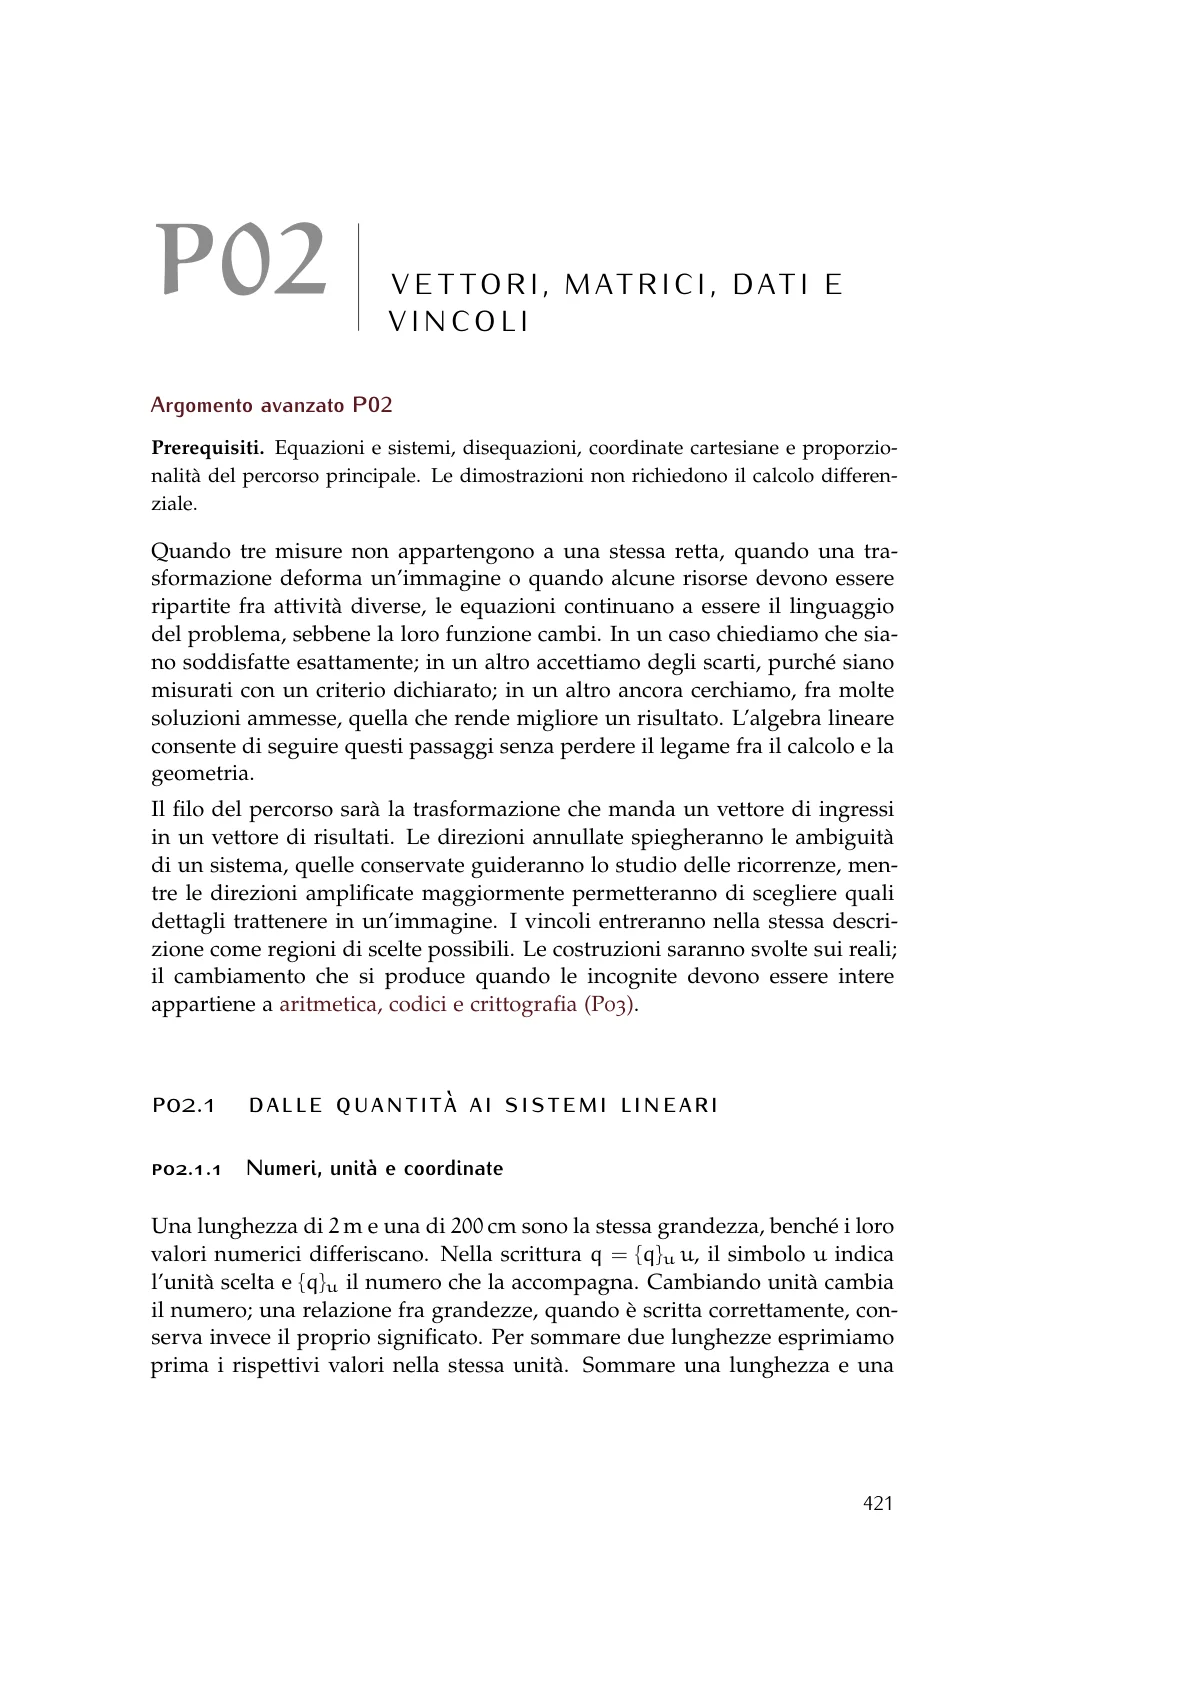 P02
VETTORI, MATRICI, DATI E
VINCOLI
Argomento avanzato P02
Prerequisiti. Equazioni e sistemi, disequazioni, coordinate cartesiane e proporzio-
nalità del percorso principale. Le dimostrazioni non richiedono il calcolo differen-
ziale.
Quando tre misure non appartengono a una stessa retta, quando una tra-
sformazione deforma un'immagine o quando alcune risorse devono essere
ripartite fra attività diverse, le equazioni continuano a essere il linguaggio
del problema, sebbene la loro funzione cambi. In un caso chiediamo che sia-
no soddisfatte esattamente; in un altro accettiamo degli scarti, purché siano
misurati con un criterio dichiarato; in un altro ancora cerchiamo, fra molte
soluzioni ammesse, quella che rende migliore un risultato. L'algebra lineare
consente di seguire questi passaggi senza perdere il legame fra il calcolo e la
geometria.
Il filo del percorso sarà la trasformazione che manda un vettore di ingressi
in un vettore di risultati. Le direzioni annullate spiegheranno le ambiguità
di un sistema, quelle conservate guideranno lo studio delle ricorrenze, men-
tre le direzioni amplificate maggiormente permetteranno di scegliere quali
dettagli trattenere in un'immagine. I vincoli entreranno nella stessa descri-
zione come regioni di scelte possibili. Le costruzioni saranno svolte sui reali;
il cambiamento che si produce quando le incognite devono essere intere
appartiene a aritmetica, codici e crittografia (P03).
P02.1 DALLE QUANTITÀ AI SISTEMI LINEARI
P02.1.1 Numeri, unità e coordinate
Una lunghezza di 2 m e una di 200 cm sono la stessa grandezza, benché i loro
valori numerici differiscano. Nella scrittura q = {q}ᵤ u, il simbolo u indica
l'unità scelta e {q}ᵤ il numero che la accompagna. Cambiando unità cambia
il numero; una relazione fra grandezze, quando è scritta correttamente, con-
serva invece il proprio significato. Per sommare due lunghezze esprimiamo
prima i rispettivi valori nella stessa unità. Sommare una lunghezza e una
421